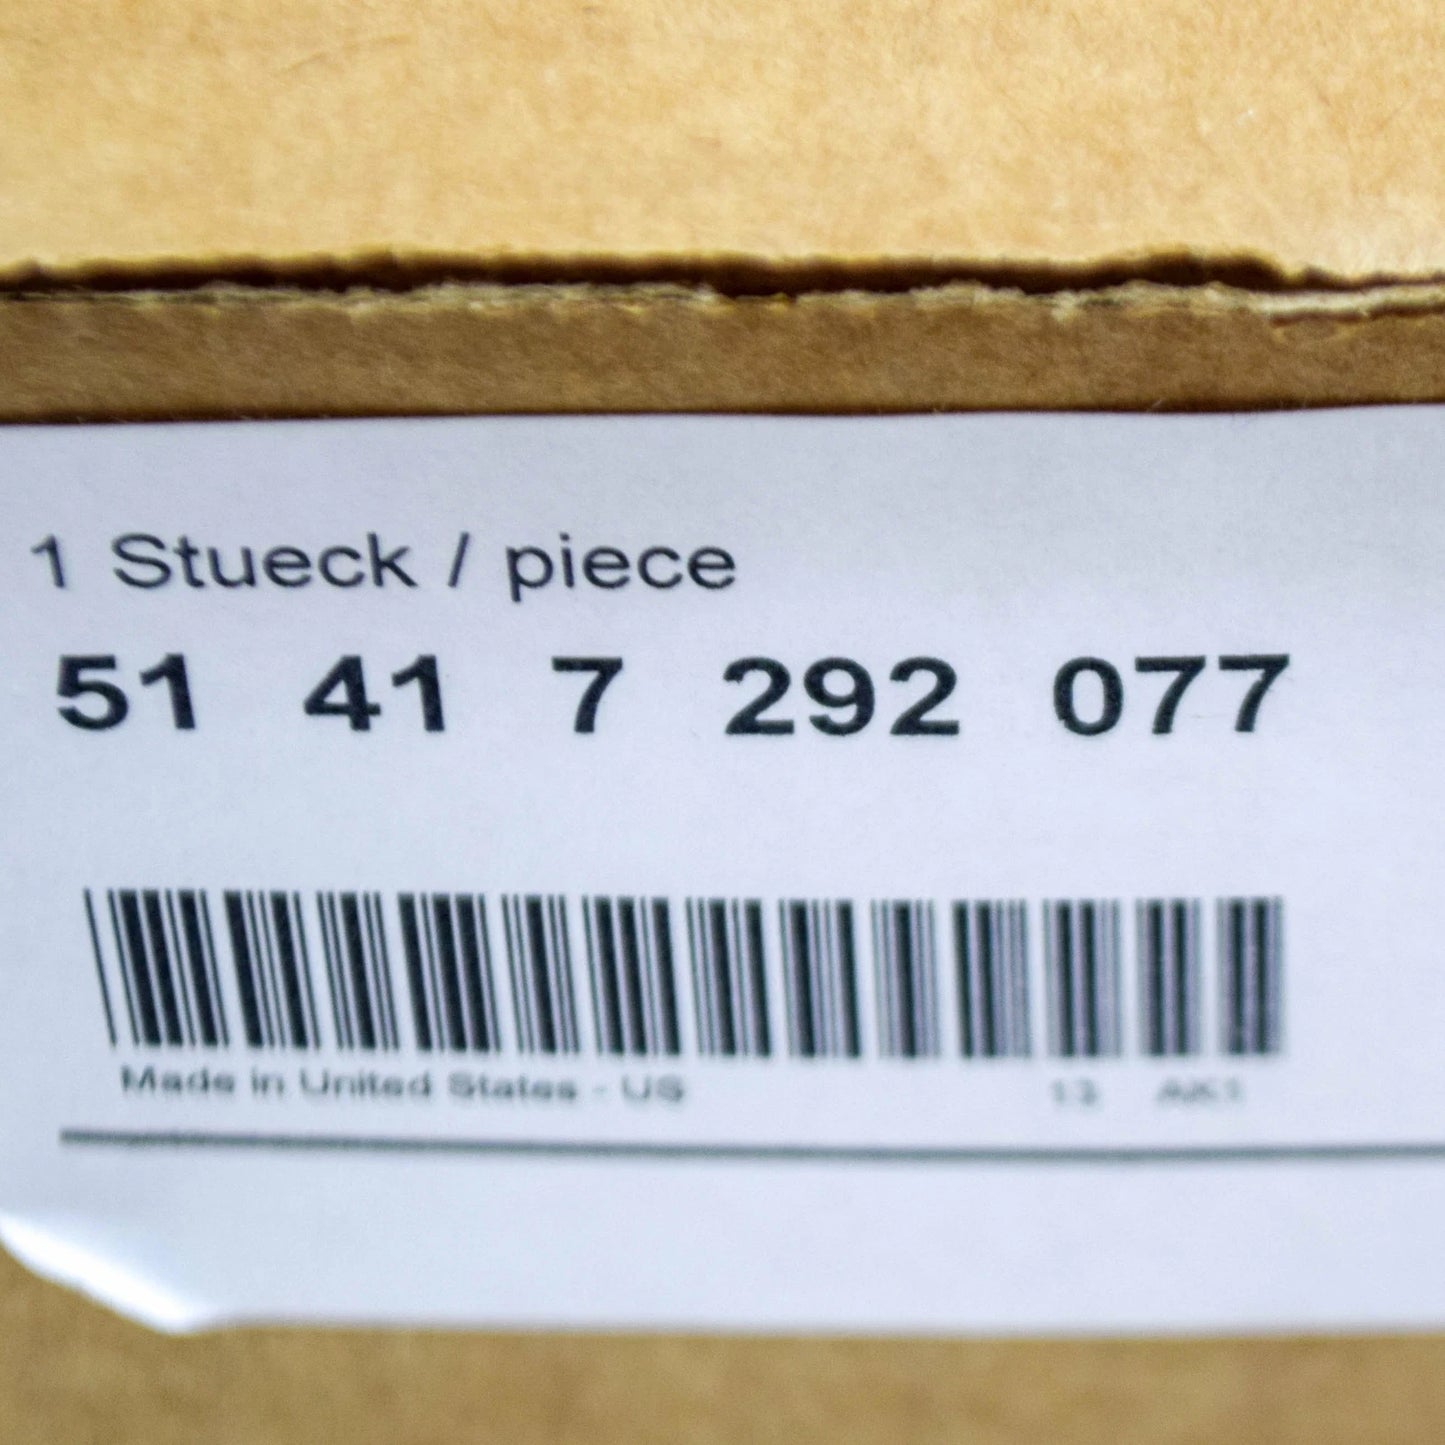 1 Stueck / piece
51 41 7 292 077
Made in United States - US 13 AK1